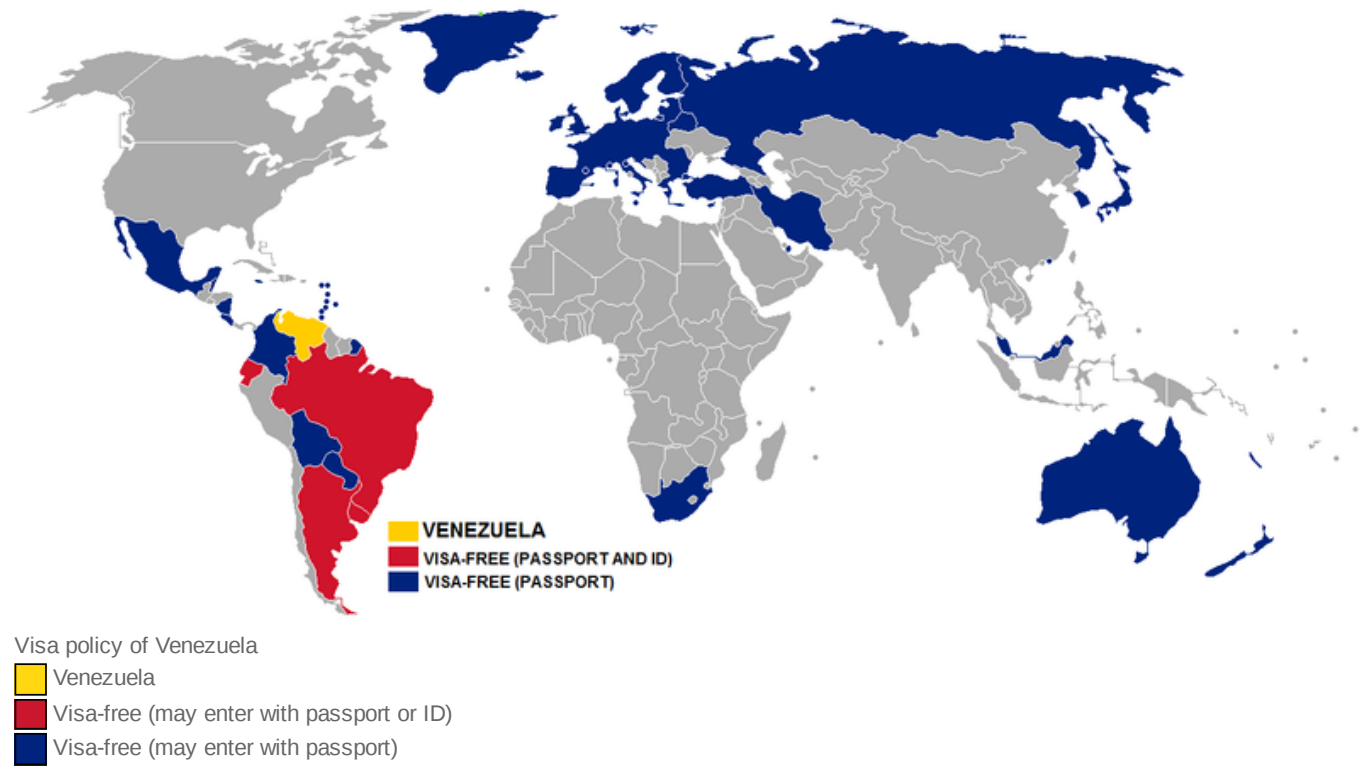 VENEZUELA
VISA-FREE (PASSPORT AND ID)
VISA-FREE (PASSPORT)
Visa policy of Venezuela
Venezuela
Visa-free (may enter with passport or ID)
Visa-free (may enter with passport)